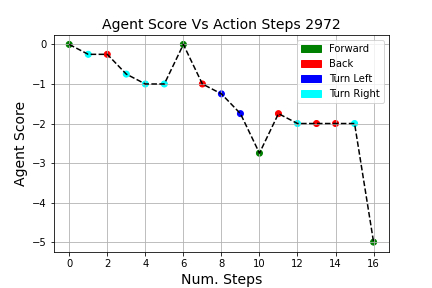 Agent Score Vs Action Steps 2972
Agent Score
0
−1
−2
−3
−4
−5
Forward
Back
Turn Left
Turn Right
0 2 4 6 8 10 12 14 16
Num. Steps